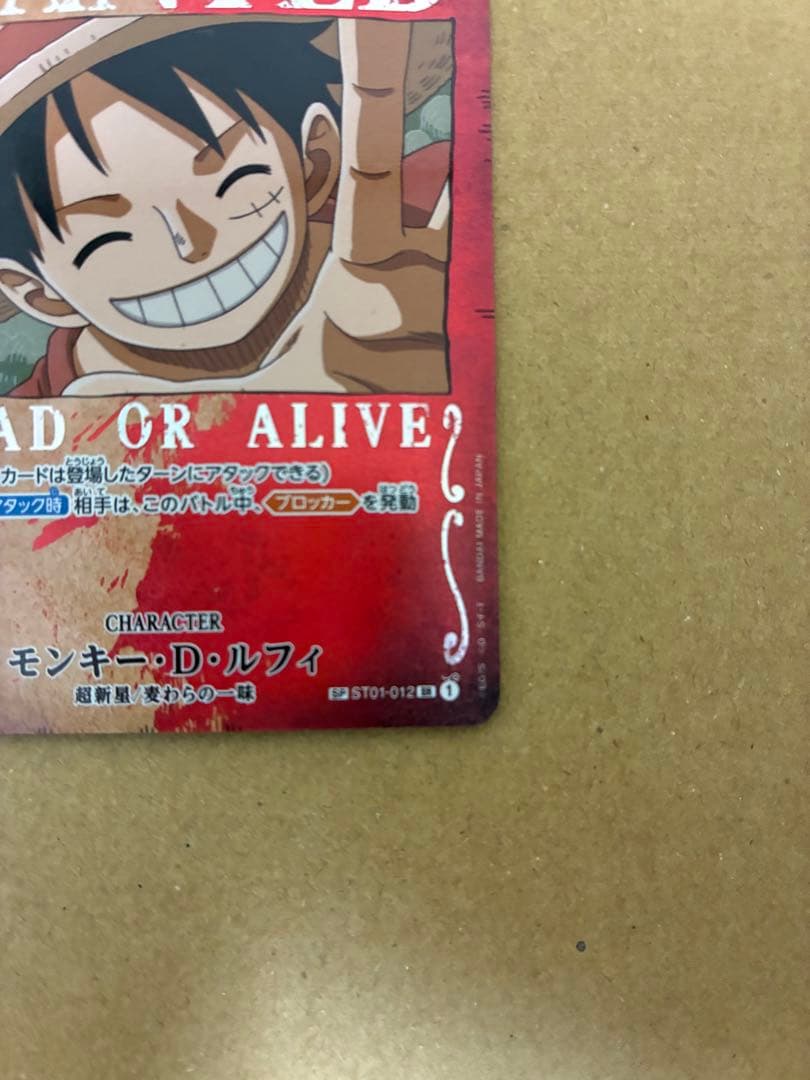 AD OR ALIVE
カードは登場したターンにアタックできる)
アタック時 相手は、このバトル中、ブロッカーを発動
CHARACTER
モンキー・D・ルフィ
超新星/麦わらの一味
SP ST01-012 SR 1
BANDAI MADE IN JAPAN